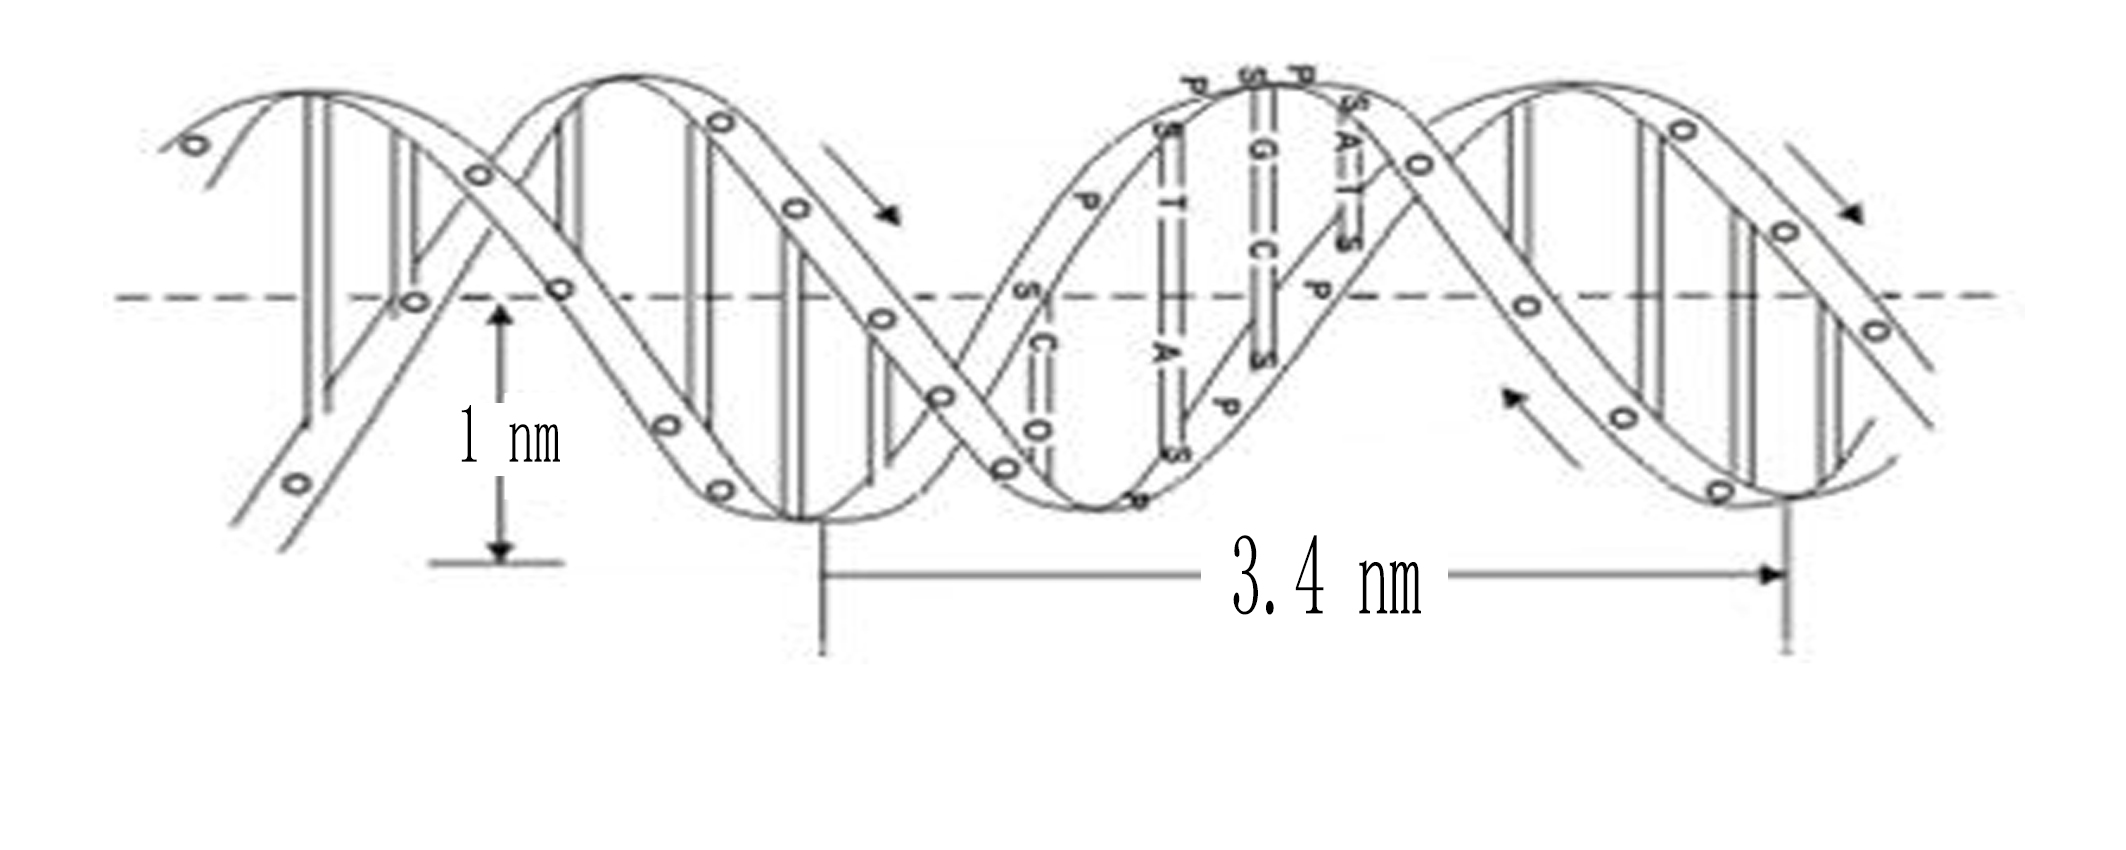 P S P
S S
O O O
G A
P T T
S C S
C P
A S
O S P
S
P
1 nm
3.4 nm